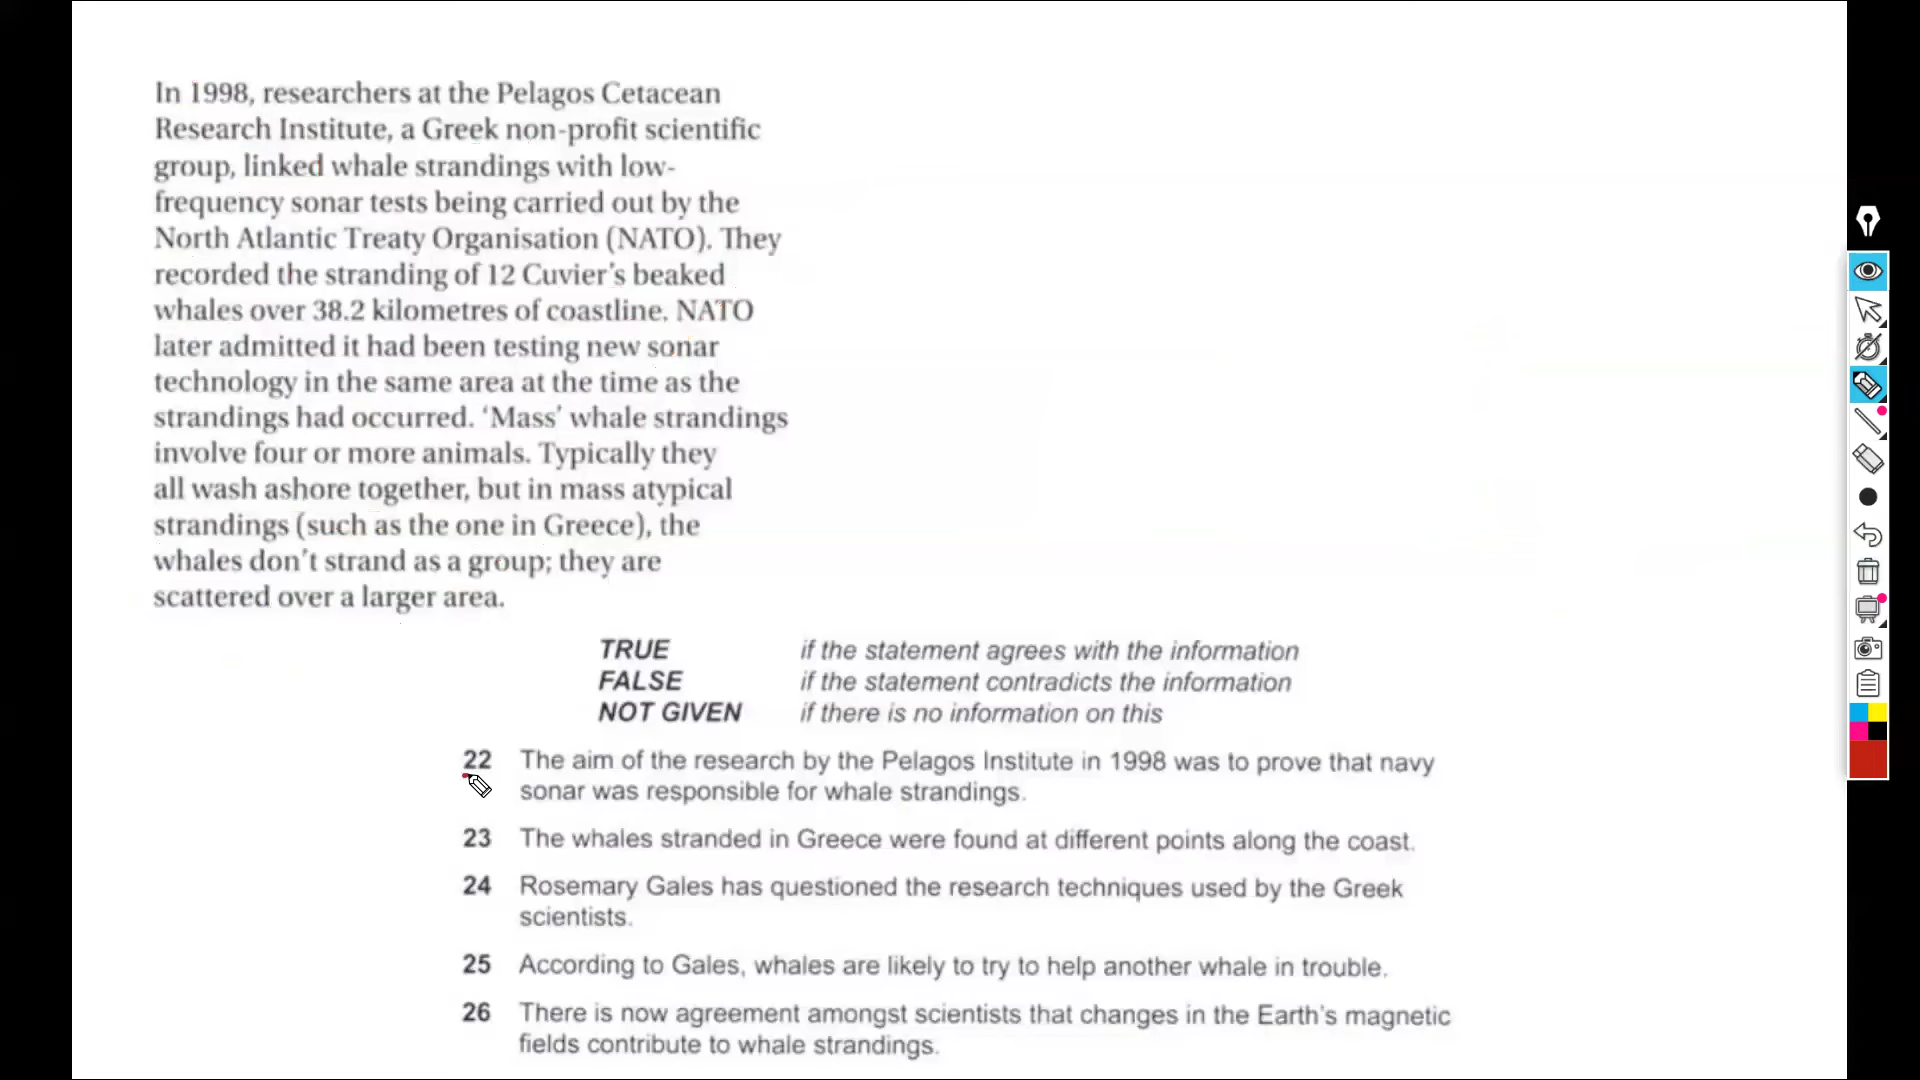 In 1998, researchers at the Pelagos Cetacean
Research Institute, a Greek non-profit scientific
group, linked whale strandings with low-
frequency sonar tests being carried out by the
North Atlantic Treaty Organisation (NATO). They
recorded the stranding of 12 Cuvier's beaked
whales over 38.2 kilometres of coastline. NATO
later admitted it had been testing new sonar
technology in the same area at the time as the
strandings had occurred. 'Mass' whale strandings
involve four or more animals. Typically they
all wash ashore together, but in mass atypical
strandings (such as the one in Greece), the
whales don't strand as a group; they are
scattered over a larger area.
TRUE if the statement agrees with the information
FALSE if the statement contradicts the information
NOT GIVEN if there is no information on this
22 The aim of the research by the Pelagos Institute in 1998 was to prove that navy
sonar was responsible for whale strandings.
23 The whales stranded in Greece were found at different points along the coast.
24 Rosemary Gales has questioned the research techniques used by the Greek
scientists.
25 According to Gales, whales are likely to try to help another whale in trouble.
26 There is now agreement amongst scientists that changes in the Earth's magnetic
fields contribute to whale strandings.